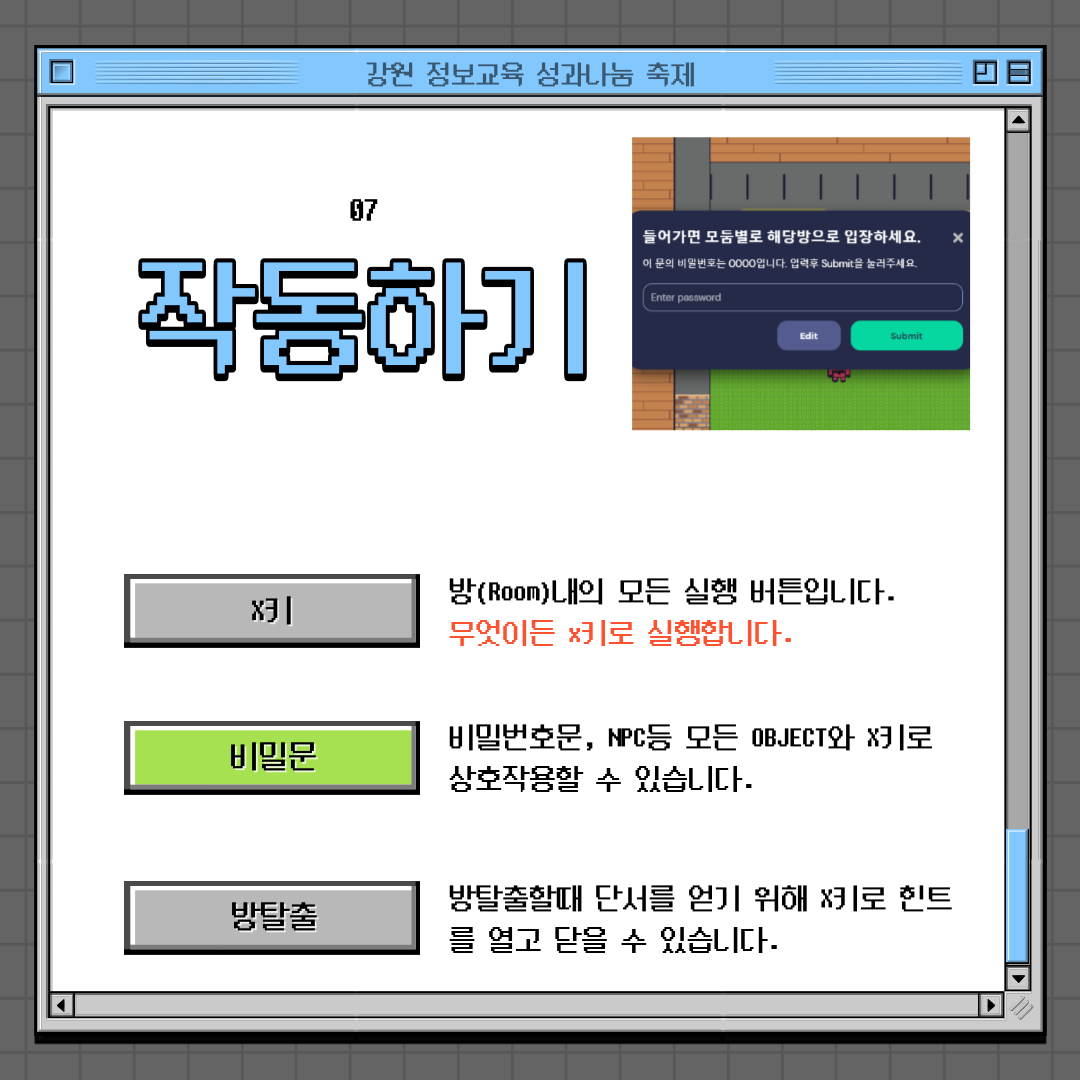 강원 정보교육 성과나눔 축제
07
작동하기
들어가면 모둠별로 해당방으로 입장하세요.
이 문의 비밀번호는 0000입니다. 입력후 Submit을 눌러주세요.
Enter password
Edit
Submit
X키
방(Room)내의 모든 실행 버튼입니다.
무엇이든 x키로 실행합니다.
비밀문
비밀번호문, NPC등 모든 OBJECT와 X키로
상호작용할 수 있습니다.
방탈출
방탈출할때 단서를 얻기 위해 X키로 힌트
를 열고 닫을 수 있습니다.